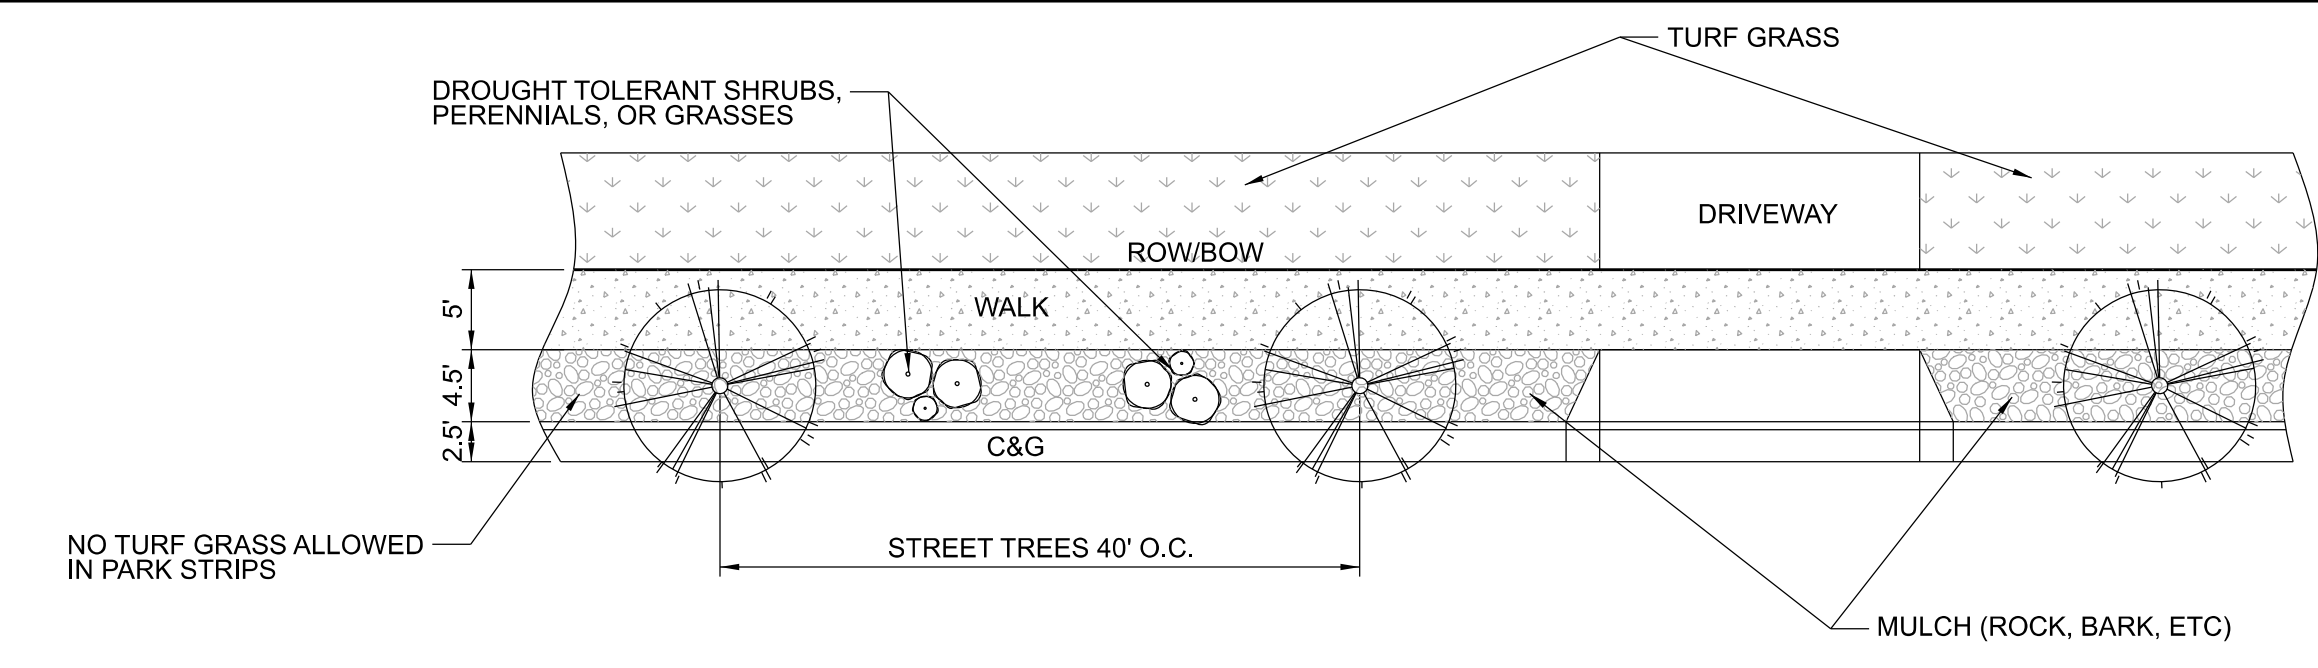 TURF GRASS
DROUGHT TOLERANT SHRUBS,
PERENNIALS, OR GRASSES
DRIVEWAY
ROW/BOW
5'
WALK
4.5'
2.5'
C&G
NO TURF GRASS ALLOWED
IN PARK STRIPS
STREET TREES 40' O.C.
MULCH (ROCK, BARK, ETC)